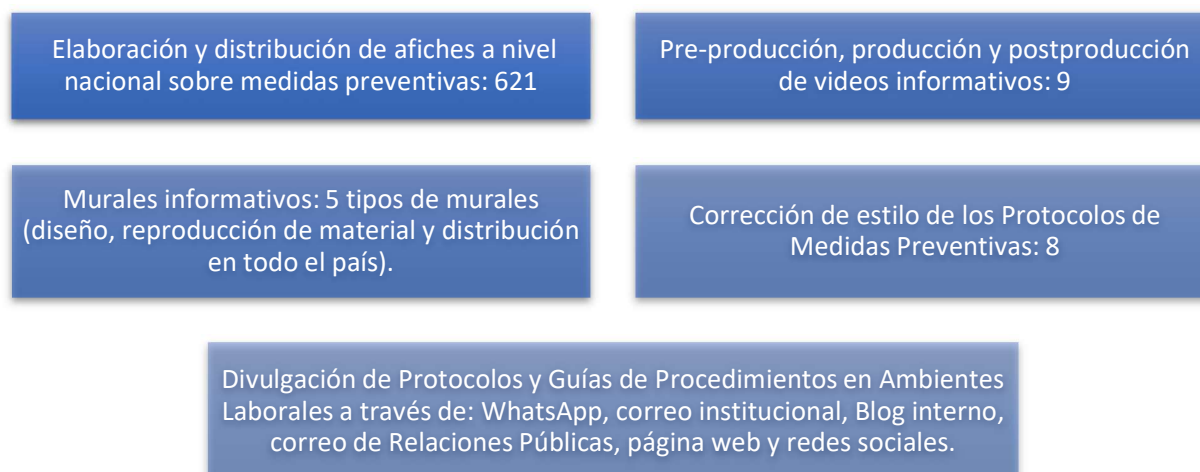 Elaboración y distribución de afiches a nivel
nacional sobre medidas preventivas: 621
Pre-producción, producción y postproducción
de videos informativos: 9
Murales informativos: 5 tipos de murales
(diseño, reproducción de material y distribución
en todo el país).
Corrección de estilo de los Protocolos de
Medidas Preventivas: 8
Divulgación de Protocolos y Guías de Procedimientos en Ambientes
Laborales a través de: WhatsApp, correo institucional, Blog interno,
correo de Relaciones Públicas, página web y redes sociales.